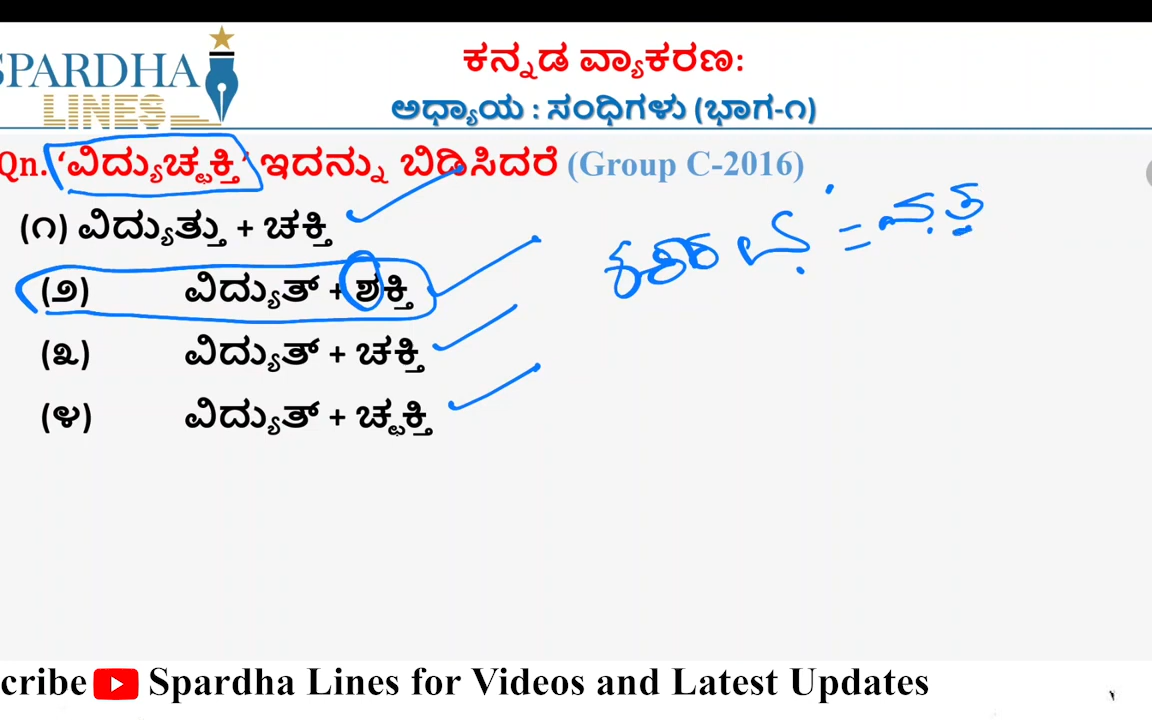 SPARDHA
LINES
ಕನ್ನಡ ವ್ಯಾಕರಣ:
ಅಧ್ಯಾಯ : ಸಂಧಿಗಳು (ಭಾಗ-೧)
Qn. ‘ವಿದ್ಯುಚ್ಛಕ್ತಿ’ ಇದನ್ನು ಬಿಡಿಸಿದರೆ (Group C-2016)
(೧) ವಿದ್ಯುತ್ತು + ಚಕ್ತಿ
(೨) ವಿದ್ಯುತ್ + ಶಕ್ತಿ
(೩) ವಿದ್ಯುತ್ + ಚಕ್ತಿ
(೪) ವಿದ್ಯುತ್ + ಚ್ಛಕ್ತಿ
cribe Spardha Lines for Videos and Latest Updates